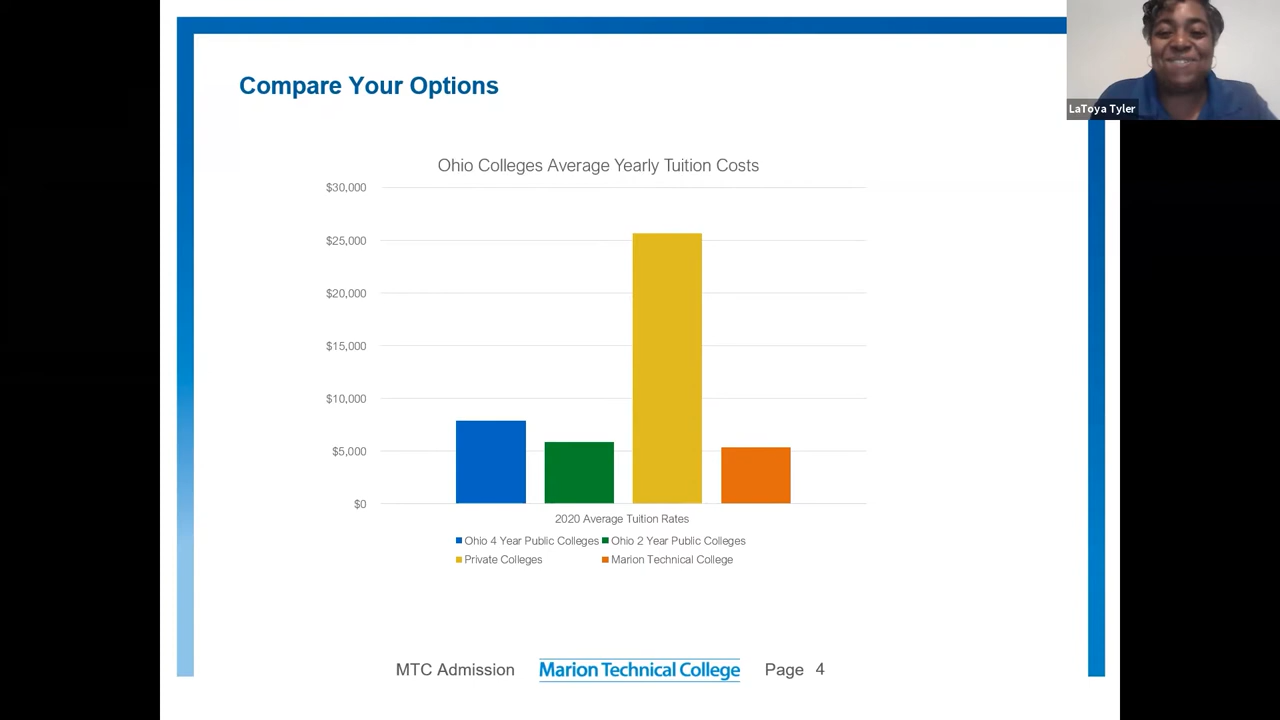 Compare Your Options
LaToya Tyler
Ohio Colleges Average Yearly Tuition Costs
$30,000
$25,000
$20,000
$15,000
$10,000
$5,000
$0
2020 Average Tuition Rates
Ohio 4 Year Public Colleges Ohio 2 Year Public Colleges
Private Colleges Marion Technical College
MTC Admission Marion Technical College Page 4